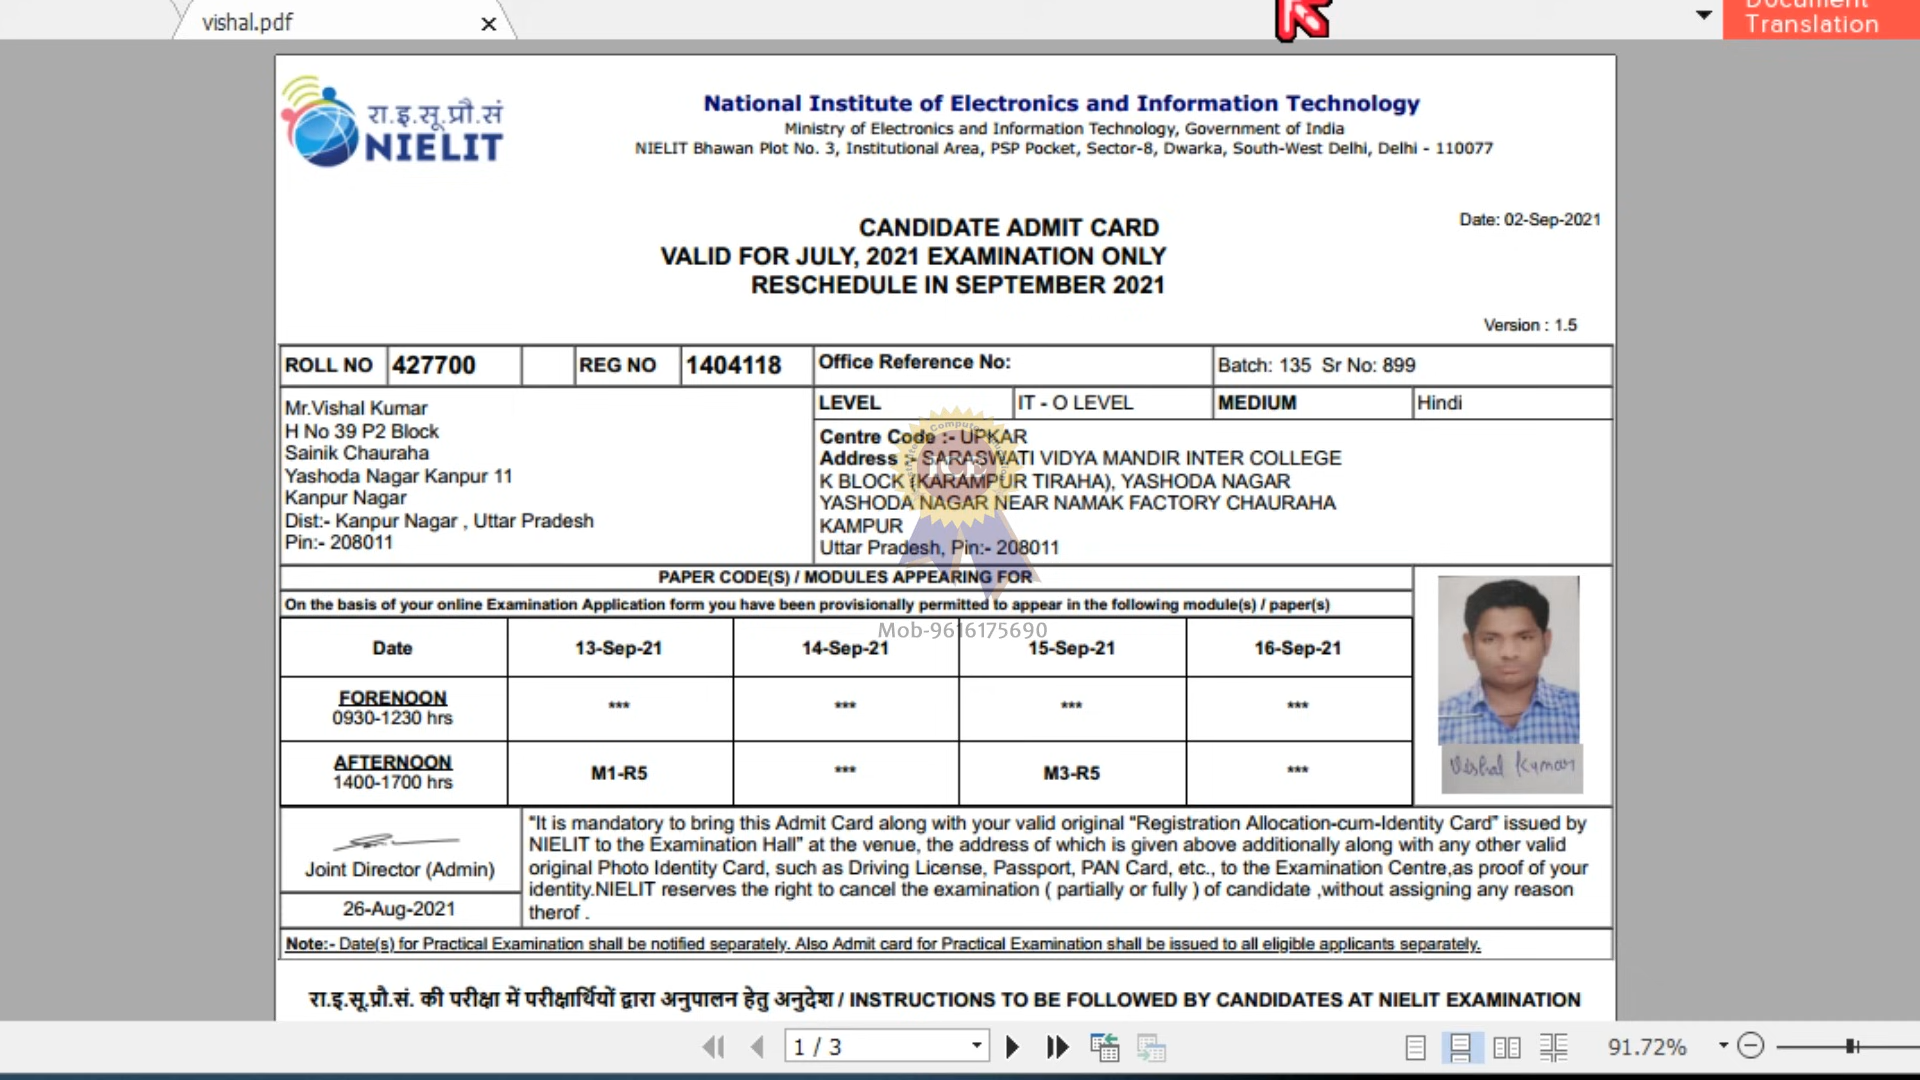 vishal.pdf
Document
Translation
रा.इ.सू.प्रौ.सं
NIELIT
National Institute of Electronics and Information Technology
Ministry of Electronics and Information Technology, Government of India
NIELIT Bhawan Plot No. 3, Institutional Area, PSP Pocket, Sector-8, Dwarka, South-West Delhi, Delhi - 110077
CANDIDATE ADMIT CARD
Date: 02-Sep-2021
VALID FOR JULY, 2021 EXAMINATION ONLY
RESCHEDULE IN SEPTEMBER 2021
Version : 1.5
ROLL NO 427700 REG NO 1404118 Office Reference No: Batch: 135 Sr No: 899
Mr.Vishal Kumar
H No 39 P2 Block
Sainik Chauraha
Yashoda Nagar Kanpur 11
Kanpur Nagar
Dist:- Kanpur Nagar , Uttar Pradesh
Pin:- 208011
LEVEL IT - O LEVEL MEDIUM Hindi
Centre Code :- UPKAR
Address :- SARASWATI VIDYA MANDIR INTER COLLEGE
K BLOCK (KARAMPUR TIRAHA), YASHODA NAGAR
YASHODA NAGAR NEAR NAMAK FACTORY CHAURAHA
KAMPUR
Uttar Pradesh, Pin:- 208011
PAPER CODE(S) / MODULES APPEARING FOR
On the basis of your online Examination Application form you have been provisionally permitted to appear in the following module(s) / paper(s)
Mob-9616175690
Date 13-Sep-21 14-Sep-21 15-Sep-21 16-Sep-21
FORENOON
0930-1230 hrs *** *** *** ***
AFTERNOON
1400-1700 hrs M1-R5 *** M3-R5 ***
Vishal Kumar
Joint Director (Admin)
26-Aug-2021
"It is mandatory to bring this Admit Card along with your valid original "Registration Allocation-cum-Identity Card" issued by
NIELIT to the Examination Hall" at the venue, the address of which is given above additionally along with any other valid
original Photo Identity Card, such as Driving License, Passport, PAN Card, etc., to the Examination Centre,as proof of your
identity.NIELIT reserves the right to cancel the examination ( partially or fully ) of candidate ,without assigning any reason
therof .
Note:- Date(s) for Practical Examination shall be notified separately. Also Admit card for Practical Examination shall be issued to all eligible applicants separately.
रा.इ.सू.प्रौ.सं. की परीक्षा में परीक्षार्थियों द्वारा अनुपालन हेतु अनुदेश / INSTRUCTIONS TO BE FOLLOWED BY CANDIDATES AT NIELIT EXAMINATION
1 / 3
91.72%